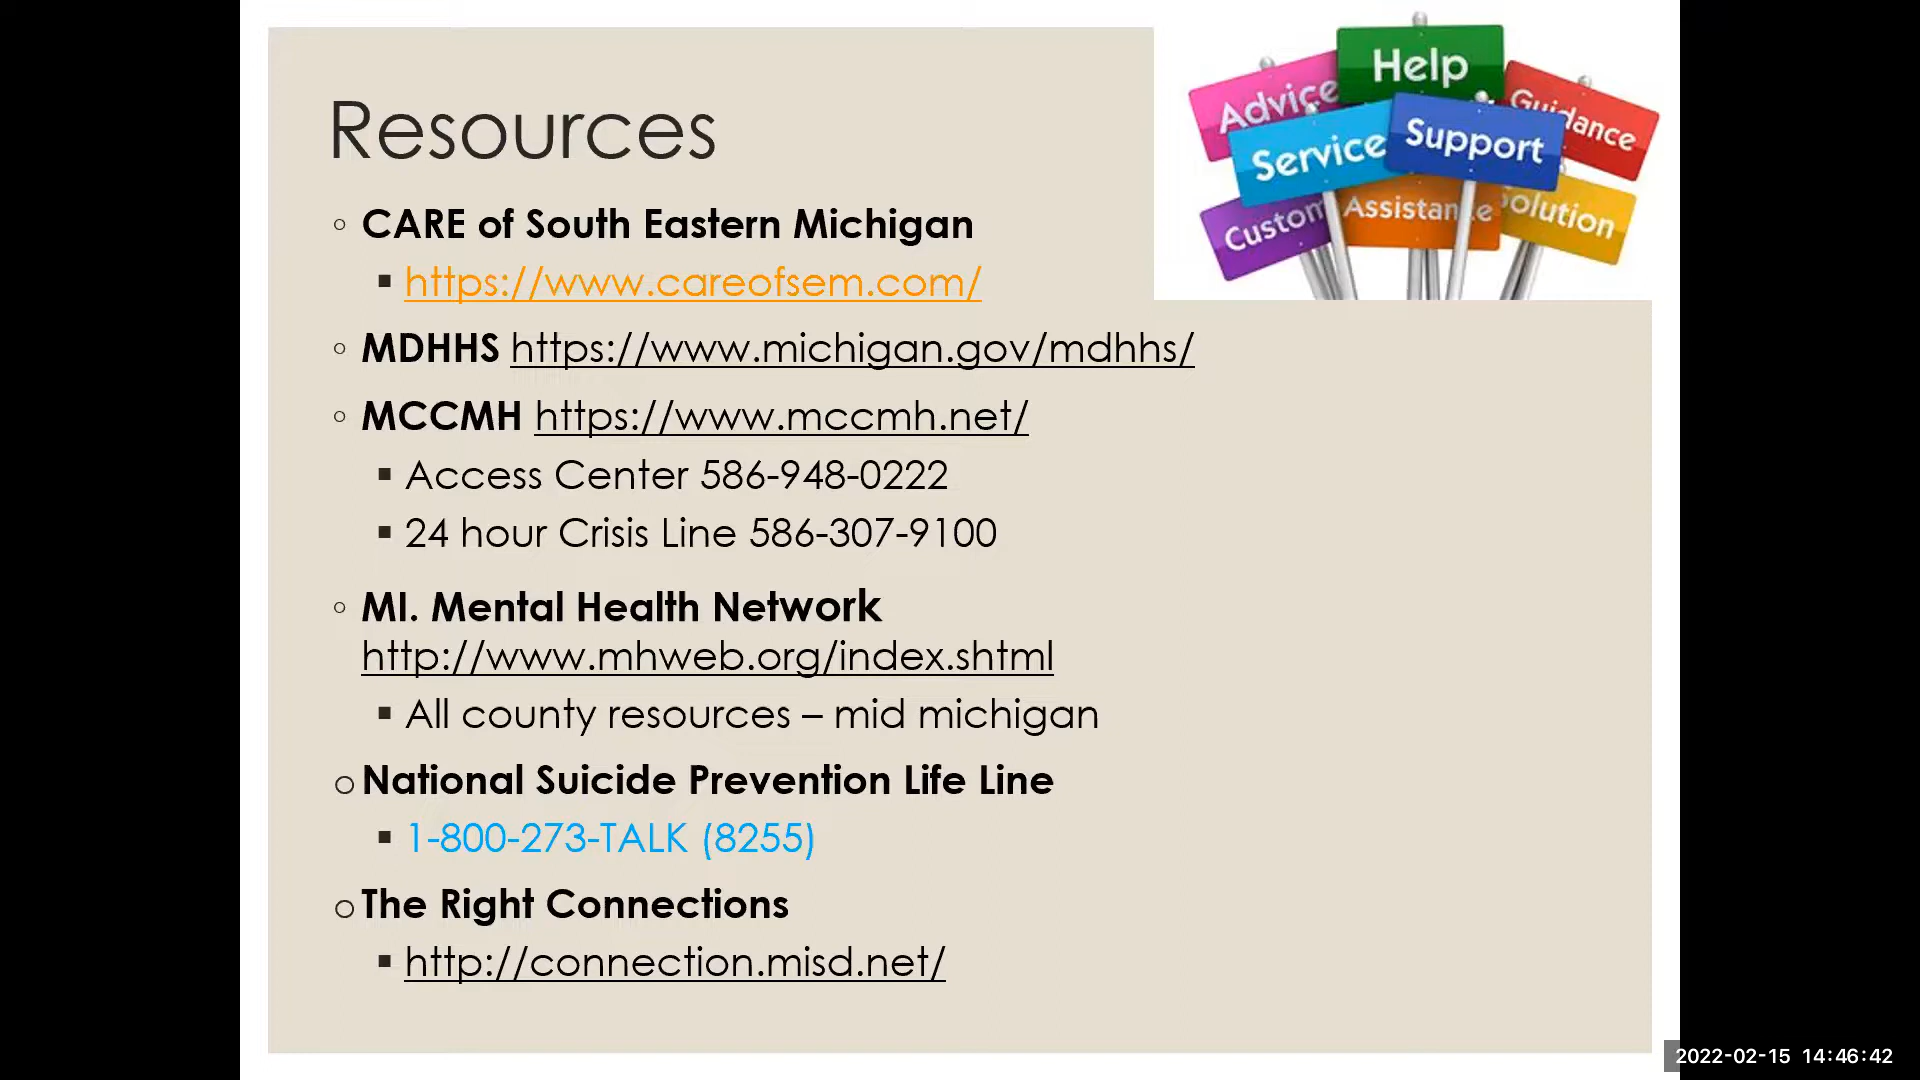 Resources
◦ CARE of South Eastern Michigan
▪ https://www.careofsem.com/
◦ MDHHS https://www.michigan.gov/mdhhs/
◦ MCCMH https://www.mccmh.net/
▪ Access Center 586-948-0222
▪ 24 hour Crisis Line 586-307-9100
◦ MI. Mental Health Network
http://www.mhweb.org/index.shtml
▪ All county resources – mid michigan
o National Suicide Prevention Life Line
▪ 1-800-273-TALK (8255)
o The Right Connections
▪ http://connection.misd.net/
Help
Advice
Guidance
Service
Support
Custom
Assistance
Solution
2022-02-15 14:46:42